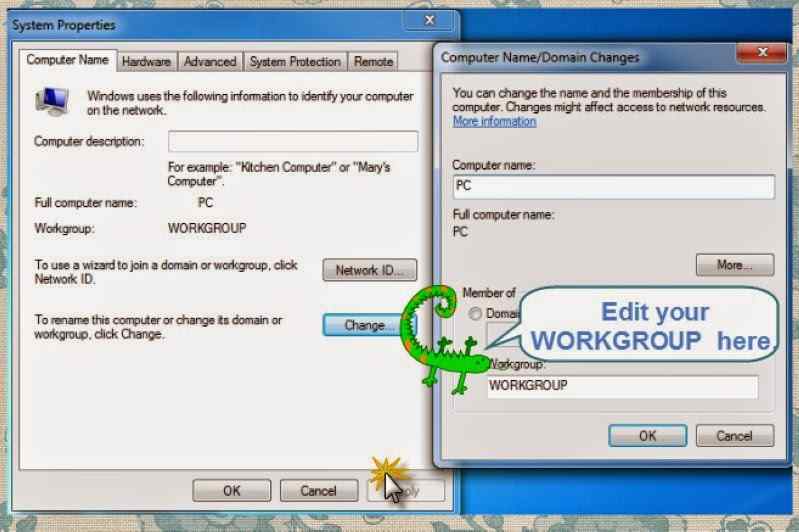 System Properties
Computer Name
Hardware
Advanced
System Protection
Remote
Windows uses the following information to identify your computer
on the network.
Computer description:
For example: "Kitchen Computer" or "Mary's
Computer".
Full computer name:
PC
Workgroup:
WORKGROUP
To use a wizard to join a domain or workgroup, click
Network ID.
Network ID...
To rename this computer or change its domain or
workgroup, click Change.
Change...
OK
Cancel
Computer Name/Domain Changes
You can change the name and the membership of this
computer. Changes might affect access to network resources.
More information
Computer name:
PC
Full computer name:
PC
More...
Member of
Edit your
WORKGROUP here.
Workgroup:
WORKGROUP
OK
Cancel